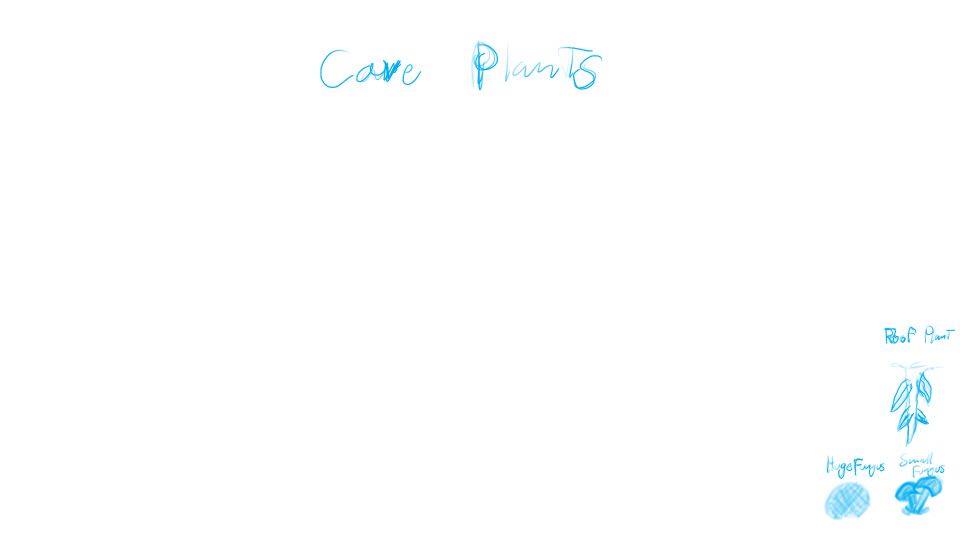 Cave Plants
Roof Plant
Huge Fungus
Small
Fungus